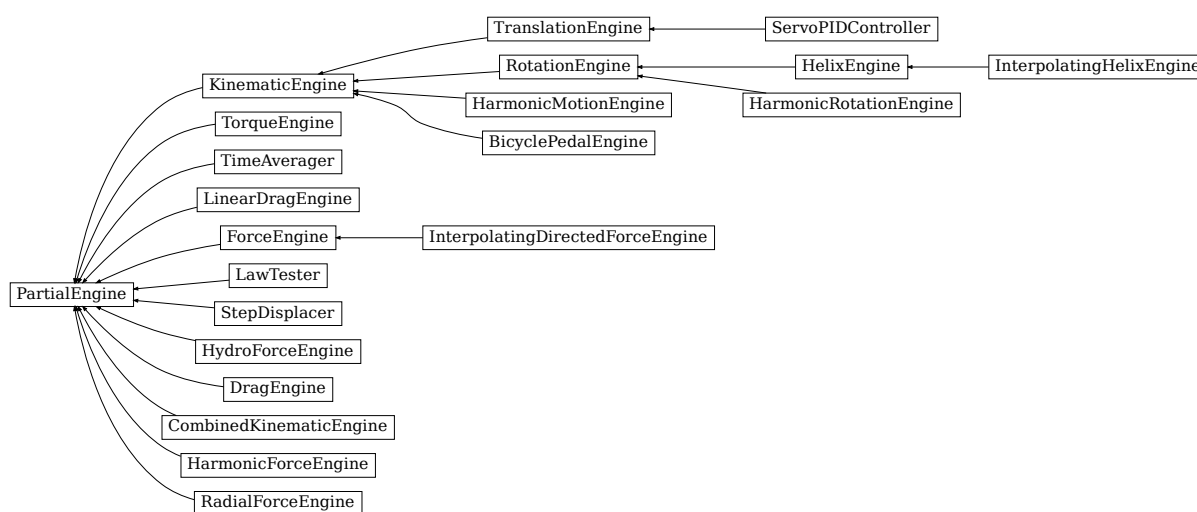 TranslationEngine
ServoPIDController
KinematicEngine
RotationEngine
HelixEngine
InterpolatingHelixEngine
HarmonicMotionEngine
HarmonicRotationEngine
TorqueEngine
BicyclePedalEngine
TimeAverager
LinearDragEngine
ForceEngine
InterpolatingDirectedForceEngine
LawTester
PartialEngine
StepDisplacer
HydroForceEngine
DragEngine
CombinedKinematicEngine
HarmonicForceEngine
RadialForceEngine